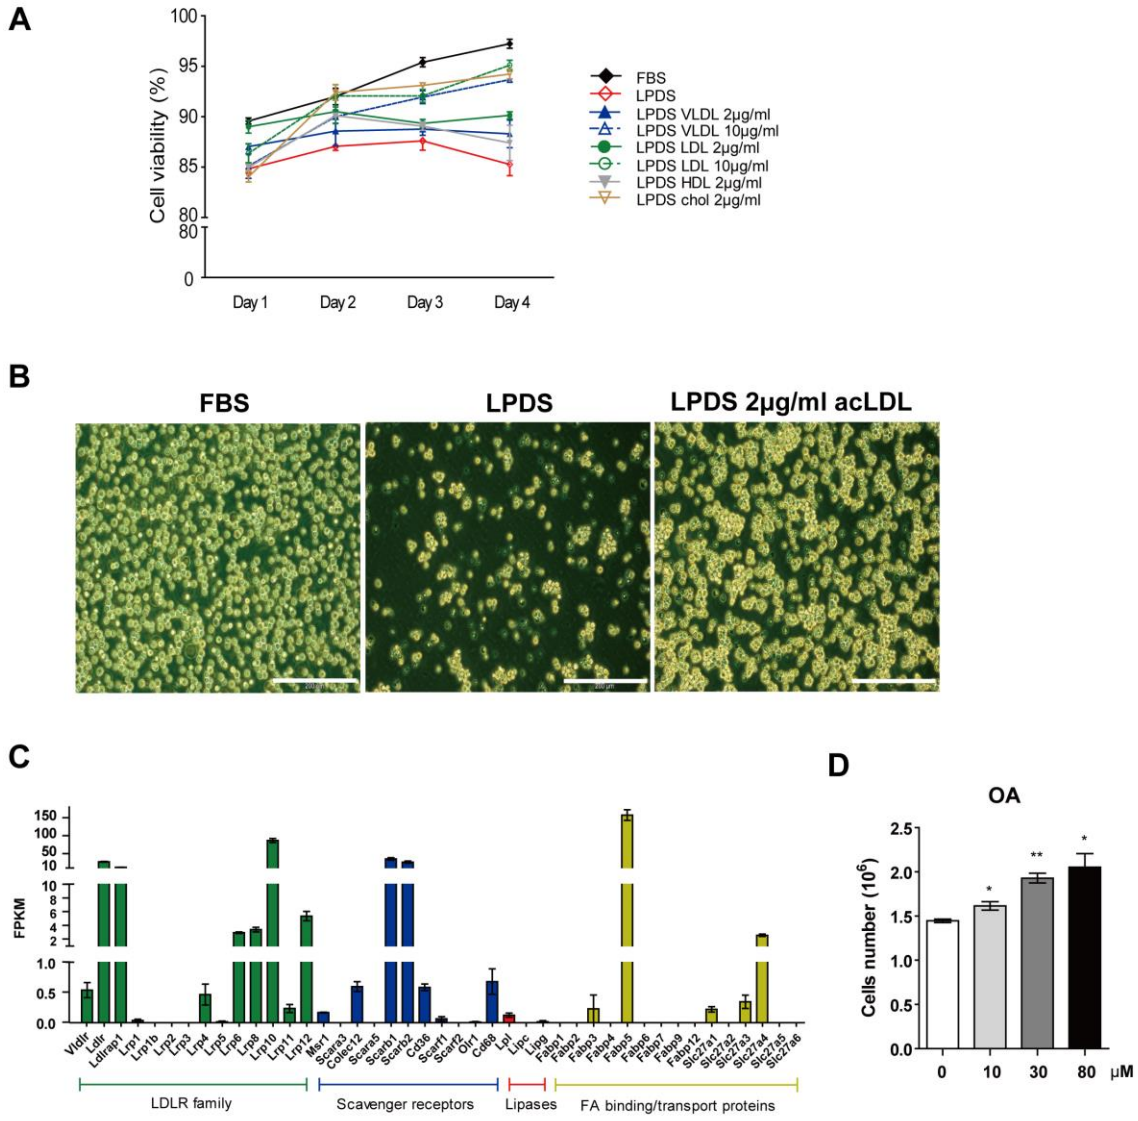 A
Cell viability (%)
100
95
90
85
80
80
0
Day 1 Day 2 Day 3 Day 4
FBS
LPDS
LPDS VLDL 2µg/ml
LPDS VLDL 10µg/ml
LPDS LDL 2µg/ml
LPDS LDL 10µg/ml
LPDS HDL 2µg/ml
LPDS chol 2µg/ml
B
FBS LPDS LPDS 2µg/ml acLDL
C
FPKM
150
100
50
10
10
8
6
4
2
1.0
0.5
0.0
Vldlr Ldlr Ldlrap1 Lrp1 Lrp1b Lrp2 Lrp3 Lrp4 Lrp5 Lrp6 Lrp8 Lrp10 Lrp11 Lrp12 Msr1 Scara3 Colec12 Scara5 Scarb1 Scarb2 Cd36 Scarf1 Scarf2 Olr1 Cd68 Lpl Lipc Lipg Fabp1 Fabp2 Fabp3 Fabp4 Fabp5 Fabp6 Fabp7 Fabp9 Fabp12 Slc27a1 Slc27a2 Slc27a3 Slc27a4 Slc27a5 Slc27a6
LDLR family Scavenger receptors Lipases FA binding/transport proteins
D
OA
Cells number (10⁶)
2.5
2.0
1.5
1.0
0.5
0.0
* ** *
0 10 30 80 µM